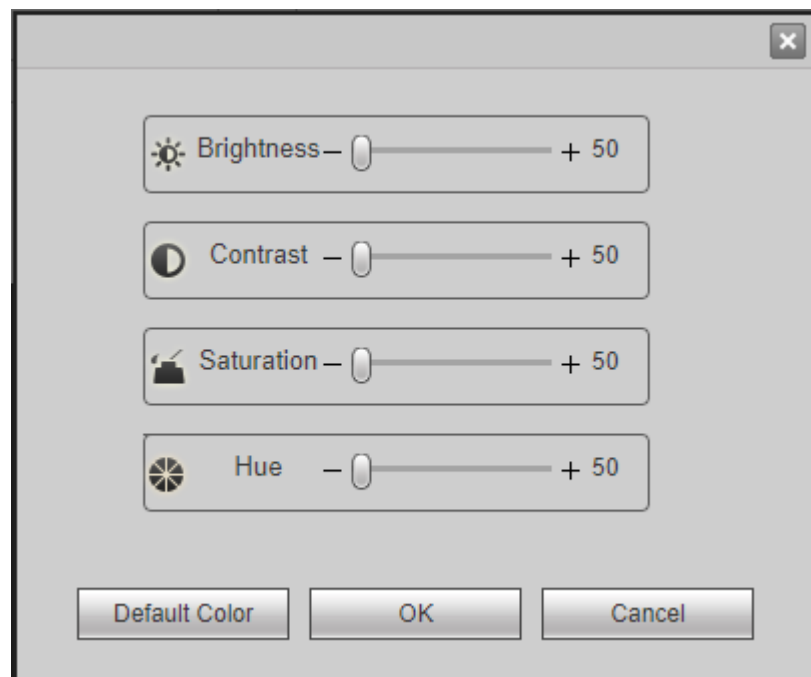 Brightness – + 50
Contrast – + 50
Saturation – + 50
Hue – + 50
Default Color OK Cancel